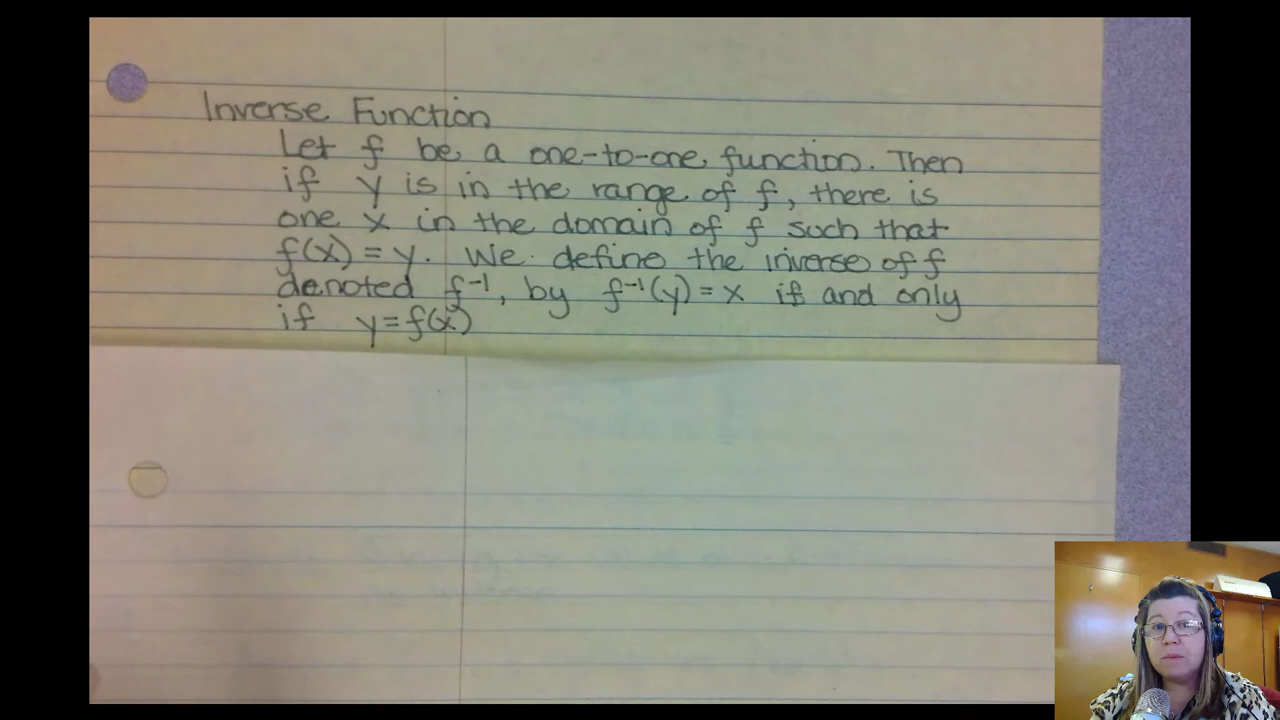 Inverse Function
Let f be a one-to-one function. Then
if y is in the range of f, there is
one x in the domain of f such that
f(x) = y. We define the inverse of f
denoted f⁻¹, by f⁻¹(y) = x if and only
if y = f(x)